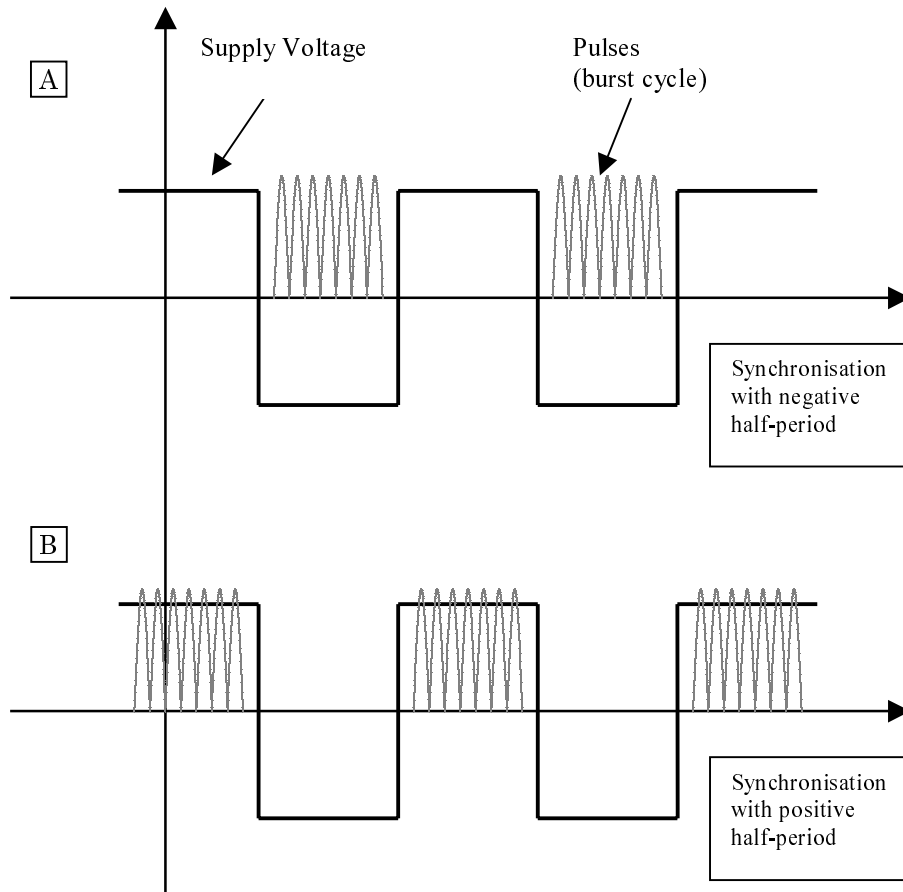 Supply Voltage
Pulses
(burst cycle)
A
Synchronisation
with negative
half-period
B
Synchronisation
with positive
half-period